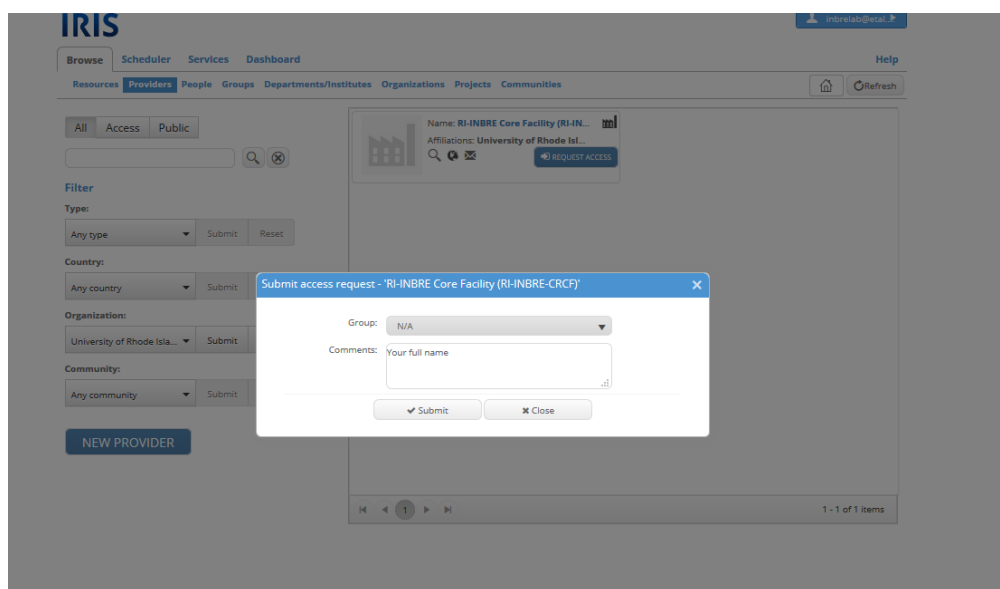 IRIS
inbrelab@etal..
Browse Scheduler Services Dashboard Help
Resources Providers People Groups Departments/Institutes Organizations Projects Communities Refresh
All Access Public
Name: RI-INBRE Core Facility (RI-IN...
Affiliations: University of Rhode Isl...
REQUEST ACCESS
Filter
Type:
Any type Submit Reset
Country:
Any country Submit
Organization:
University of Rhode Isla... Submit
Community:
Any community Submit
NEW PROVIDER
Submit access request - 'RI-INBRE Core Facility (RI-INBRE-CRCF)'
Group: N/A
Comments: Your full name
Submit Close
1 1 - 1 of 1 items